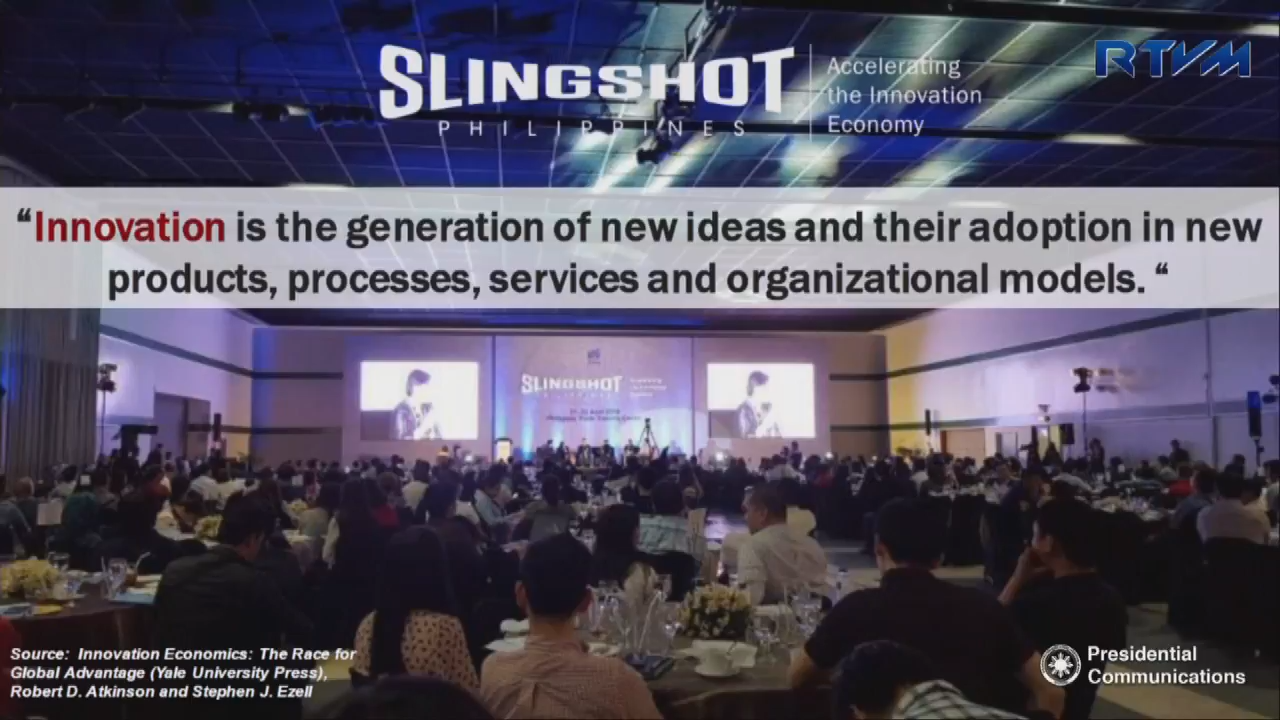 SLINGSHOT
PHILIPPINES
Accelerating
the Innovation
Economy
RTVM
“Innovation is the generation of new ideas and their adoption in new
products, processes, services and organizational models. “
SLINGSHOT
PHILIPPINES
Source: Innovation Economics: The Race for
Global Advantage (Yale University Press),
Robert D. Atkinson and Stephen J. Ezell
Presidential
Communications